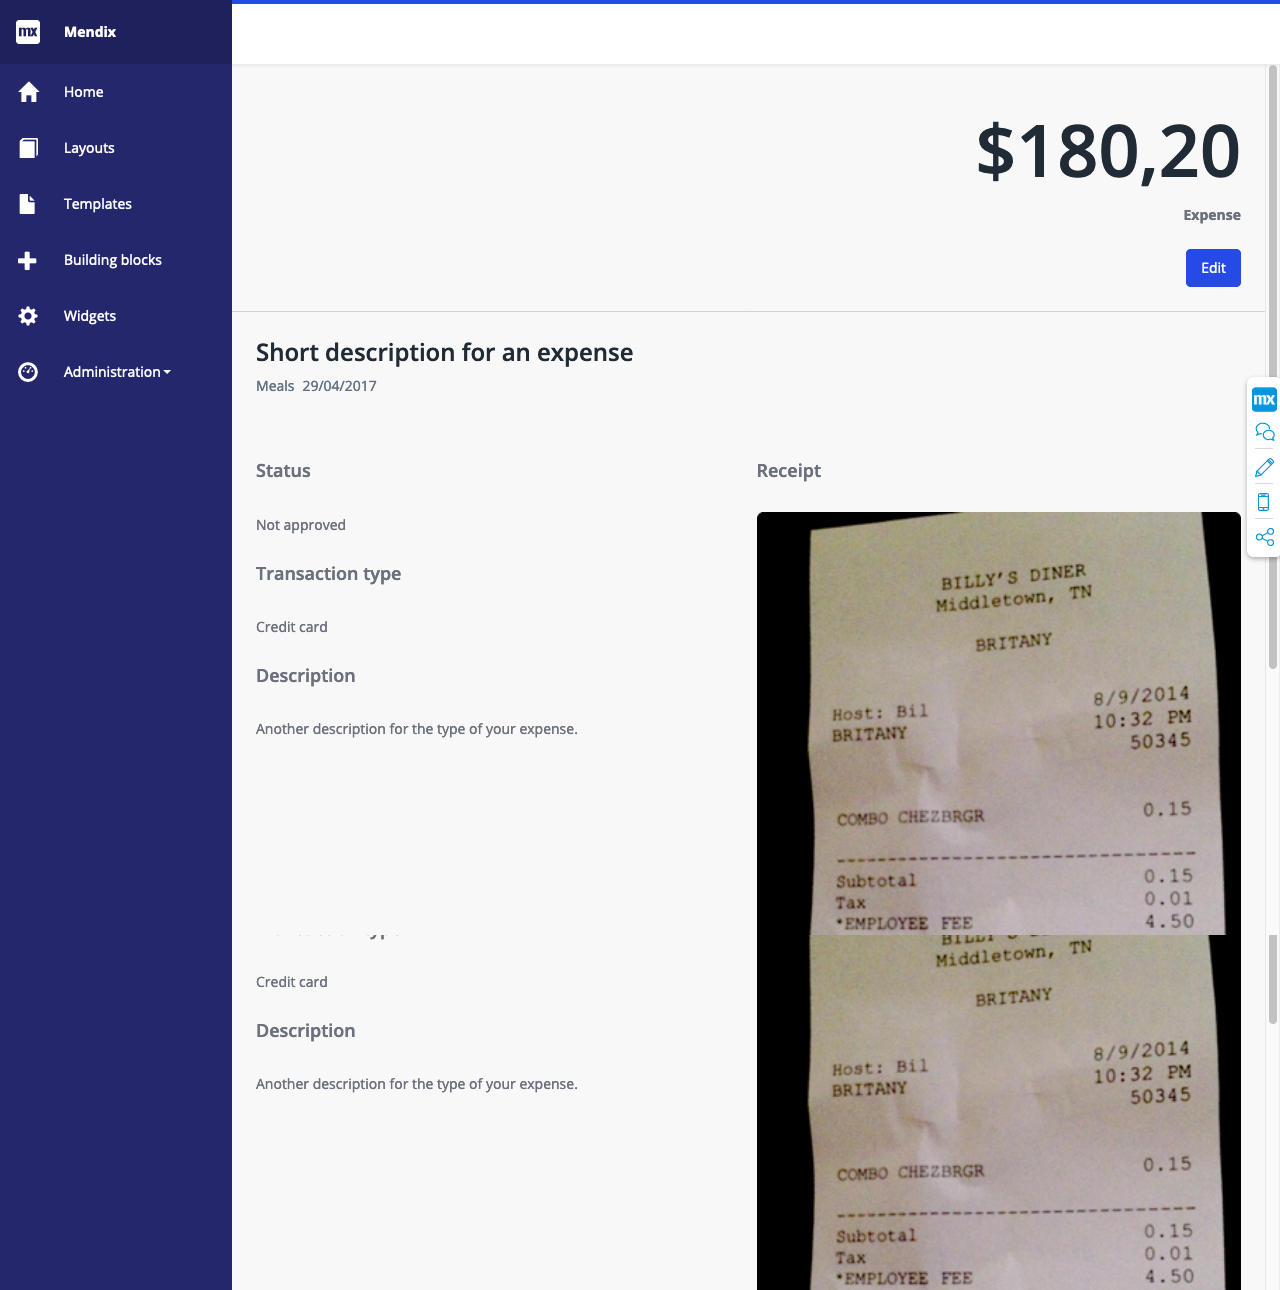 mx Mendix
Home
Layouts
Templates
Building blocks
Widgets
Administration
$180,20
Expense
Edit
Short description for an expense
Meals 29/04/2017
mx
Status
Not approved
Transaction type
Credit card
Description
Another description for the type of your expense.
Receipt
BILLY'S DINER
Middletown, TN
BRITANY
8/9/2014
Host: Bil 10:32 PM
BRITANY 50345
COMBO CHEZBRGR 0.15
Subtotal 0.15
Tax 0.01
*EMPLOYEE FEE 4.50
Credit card
Description
Another description for the type of your expense.
Middletown, TN
BRITANY
8/9/2014
Host: Bil 10:32 PM
BRITANY 50345
COMBO CHEZBRGR 0.15
Subtotal 0.15
Tax 0.01
*EMPLOYEE FEE 4.50